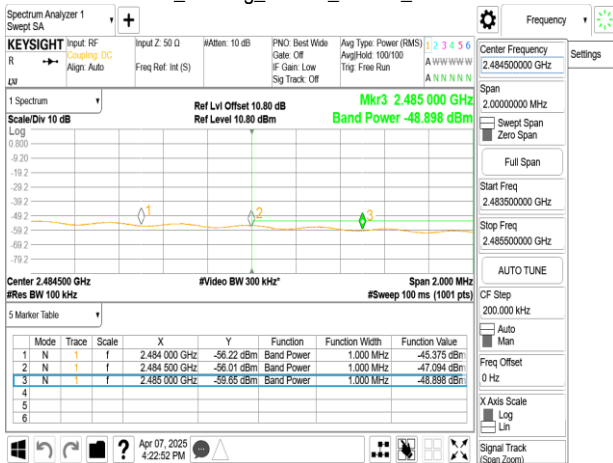 Spectrum Analyzer 1
Swept SA
Frequency
KEYSIGHT
R
Input: RF
Coupling: DC
Align: Auto
Input Z: 50 Ω
Freq Ref: Int (S)
#Atten: 10 dB
PNO: Best Wide
Gate: Off
IF Gain: Low
Sig Track: Off
Avg Type: Power (RMS)
Avg|Hold: 100/100
Trig: Free Run
1 2 3 4 5 6
A W W W W W
A N N N N N
Center Frequency
2.484500000 GHz
Settings
Span
2.00000000 MHz
Swept Span
Zero Span
Full Span
Start Freq
2.483500000 GHz
Stop Freq
2.485500000 GHz
AUTO TUNE
CF Step
200.000 kHz
Auto
Man
Freq Offset
0 Hz
X Axis Scale
Log
Lin
Signal Track
(Span Zoom)
1 Spectrum
Scale/Div 10 dB
Ref Lvl Offset 10.80 dB
Ref Level 10.80 dBm
Mkr3 2.485 000 GHz
Band Power -48.898 dBm
Log
0.800
-9.20
-19.2
-29.2
-39.2
-49.2
-59.2
-69.2
-79.2
1
2
3
Center 2.484500 GHz
#Video BW 300 kHz*
Span 2.000 MHz
#Res BW 100 kHz
#Sweep 100 ms (1001 pts)
5 Marker Table
Mode Trace Scale X Y Function Function Width Function Value
1 N 1 f 2.484 000 GHz -56.22 dBm Band Power 1.000 MHz -45.375 dBm
2 N 1 f 2.484 500 GHz -56.01 dBm Band Power 1.000 MHz -47.094 dBm
3 N 1 f 2.485 000 GHz -59.65 dBm Band Power 1.000 MHz -48.898 dBm
4
5
6
?
Apr 07, 2025
4:22:52 PM